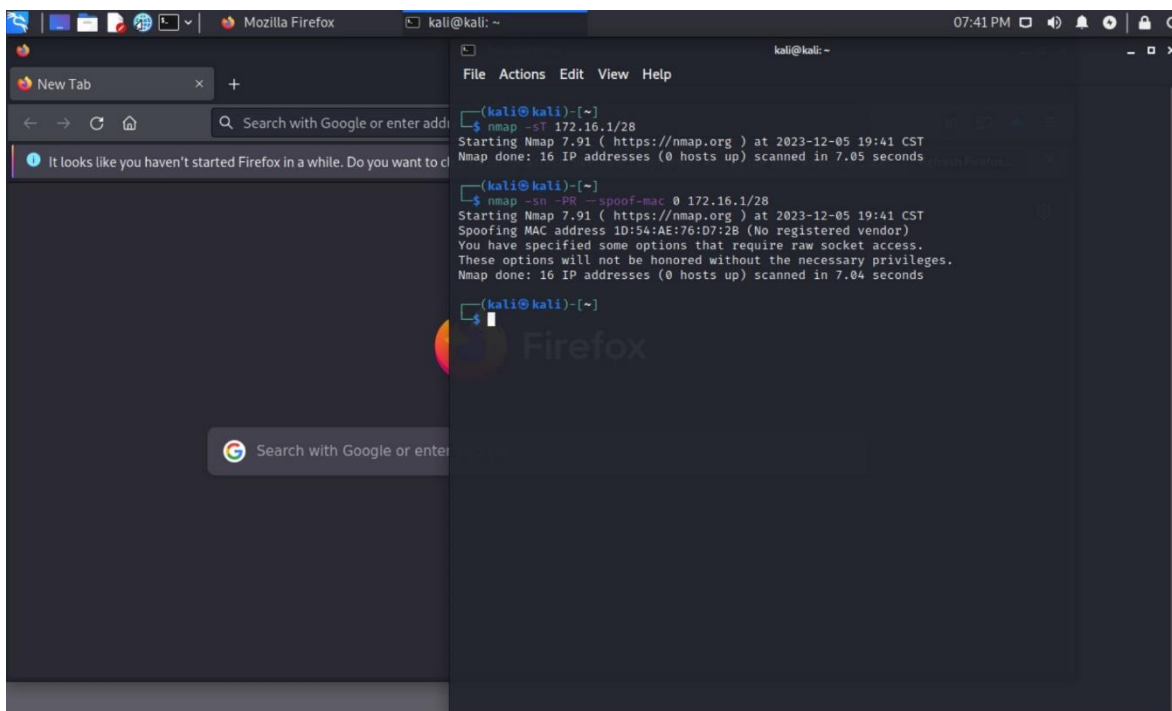 Mozilla Firefox
kali@kali: ~
07:41 PM
New Tab
Search with Google or enter addr
It looks like you haven't started Firefox in a while. Do you want to cl
Search with Google or enter
kali@kali: ~
File Actions Edit View Help
(kali㉿kali)-[~]
$ nmap -sT 172.16.1/28
Starting Nmap 7.91 ( https://nmap.org ) at 2023-12-05 19:41 CST
Nmap done: 16 IP addresses (0 hosts up) scanned in 7.05 seconds
(kali㉿kali)-[~]
$ nmap -sn -PR --spoof-mac 0 172.16.1/28
Starting Nmap 7.91 ( https://nmap.org ) at 2023-12-05 19:41 CST
Spoofing MAC address 1D:54:AE:76:D7:2B (No registered vendor)
You have specified some options that require raw socket access.
These options will not be honored without the necessary privileges.
Nmap done: 16 IP addresses (0 hosts up) scanned in 7.04 seconds
(kali㉿kali)-[~]
$
Firefox